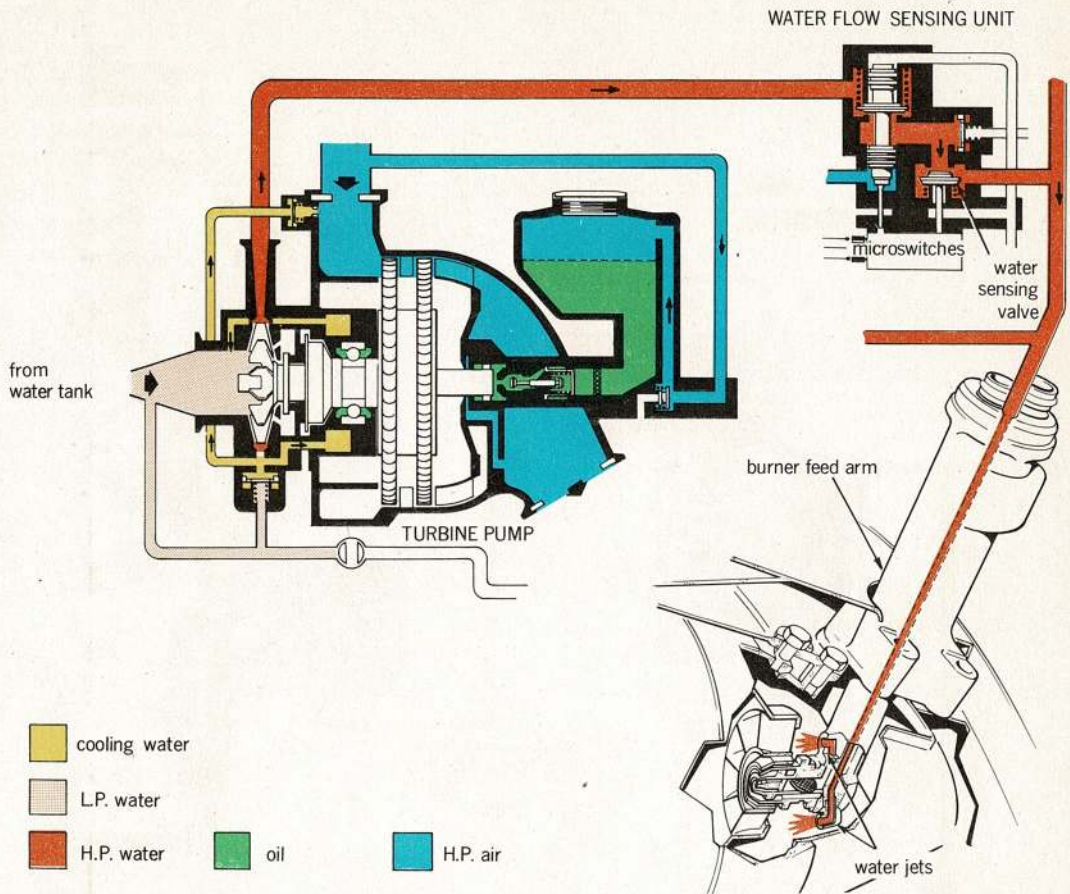 WATER FLOW SENSING UNIT
microswitches
water
sensing
valve
from
water tank
burner feed arm
TURBINE PUMP
cooling water
L.P. water
H.P. water
oil
H.P. air
water jets